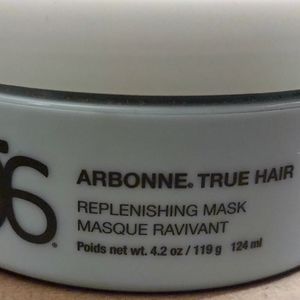 ARBONNE® TRUE HAIR
REPLENISHING MASK
MASQUE RAVIVANT
Poids net wt. 4.2 oz / 119 g 124 ml